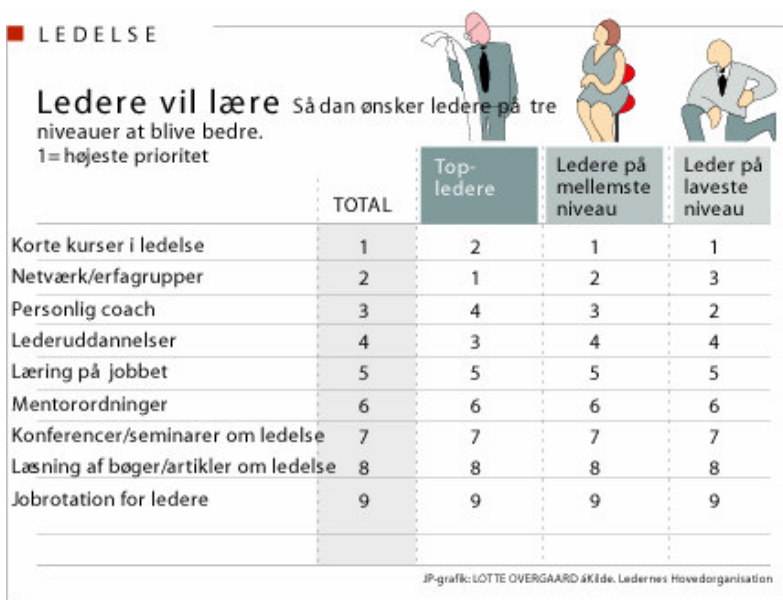 LEDELSE
Ledere vil lære Så dan ønsker ledere på tre
niveauer at blive bedre.
1= højeste prioritet
TOTAL Top-ledere Ledere på mellemste niveau Leder på laveste niveau
Korte kurser i ledelse 1 2 1 1
Netværk/erfagrupper 2 1 2 3
Personlig coach 3 4 3 2
Lederuddannelser 4 3 4 4
Læring på jobbet 5 5 5 5
Mentorordninger 6 6 6 6
Konferencer/seminarer om ledelse 7 7 7 7
Læsning af bøger/artikler om ledelse 8 8 8 8
Jobrotation for ledere 9 9 9 9
JP-grafik: LOTTE OVERGAARD áKilde. Ledernes Hovedorganisation